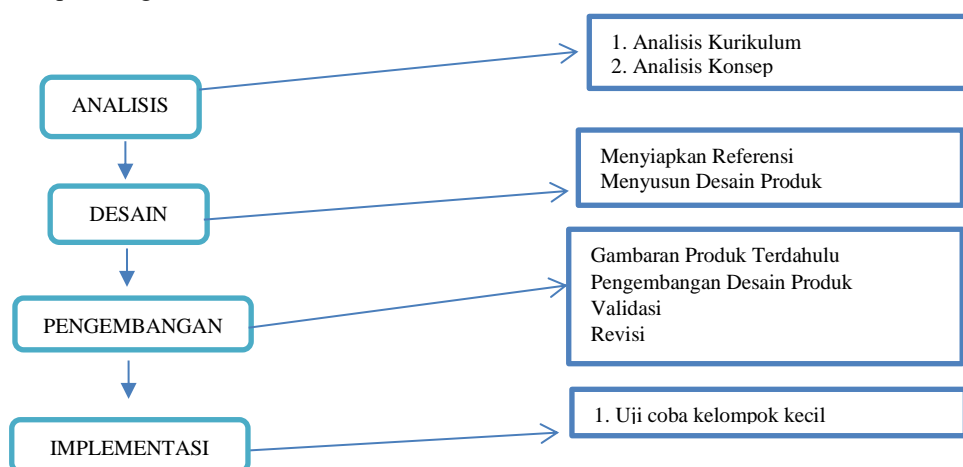 1. Analisis Kurikulum
2. Analisis Konsep
ANALISIS
Menyiapkan Referensi
Menyusun Desain Produk
DESAIN
Gambaran Produk Terdahulu
Pengembangan Desain Produk
Validasi
Revisi
PENGEMBANGAN
1. Uji coba kelompok kecil
IMPLEMENTASI